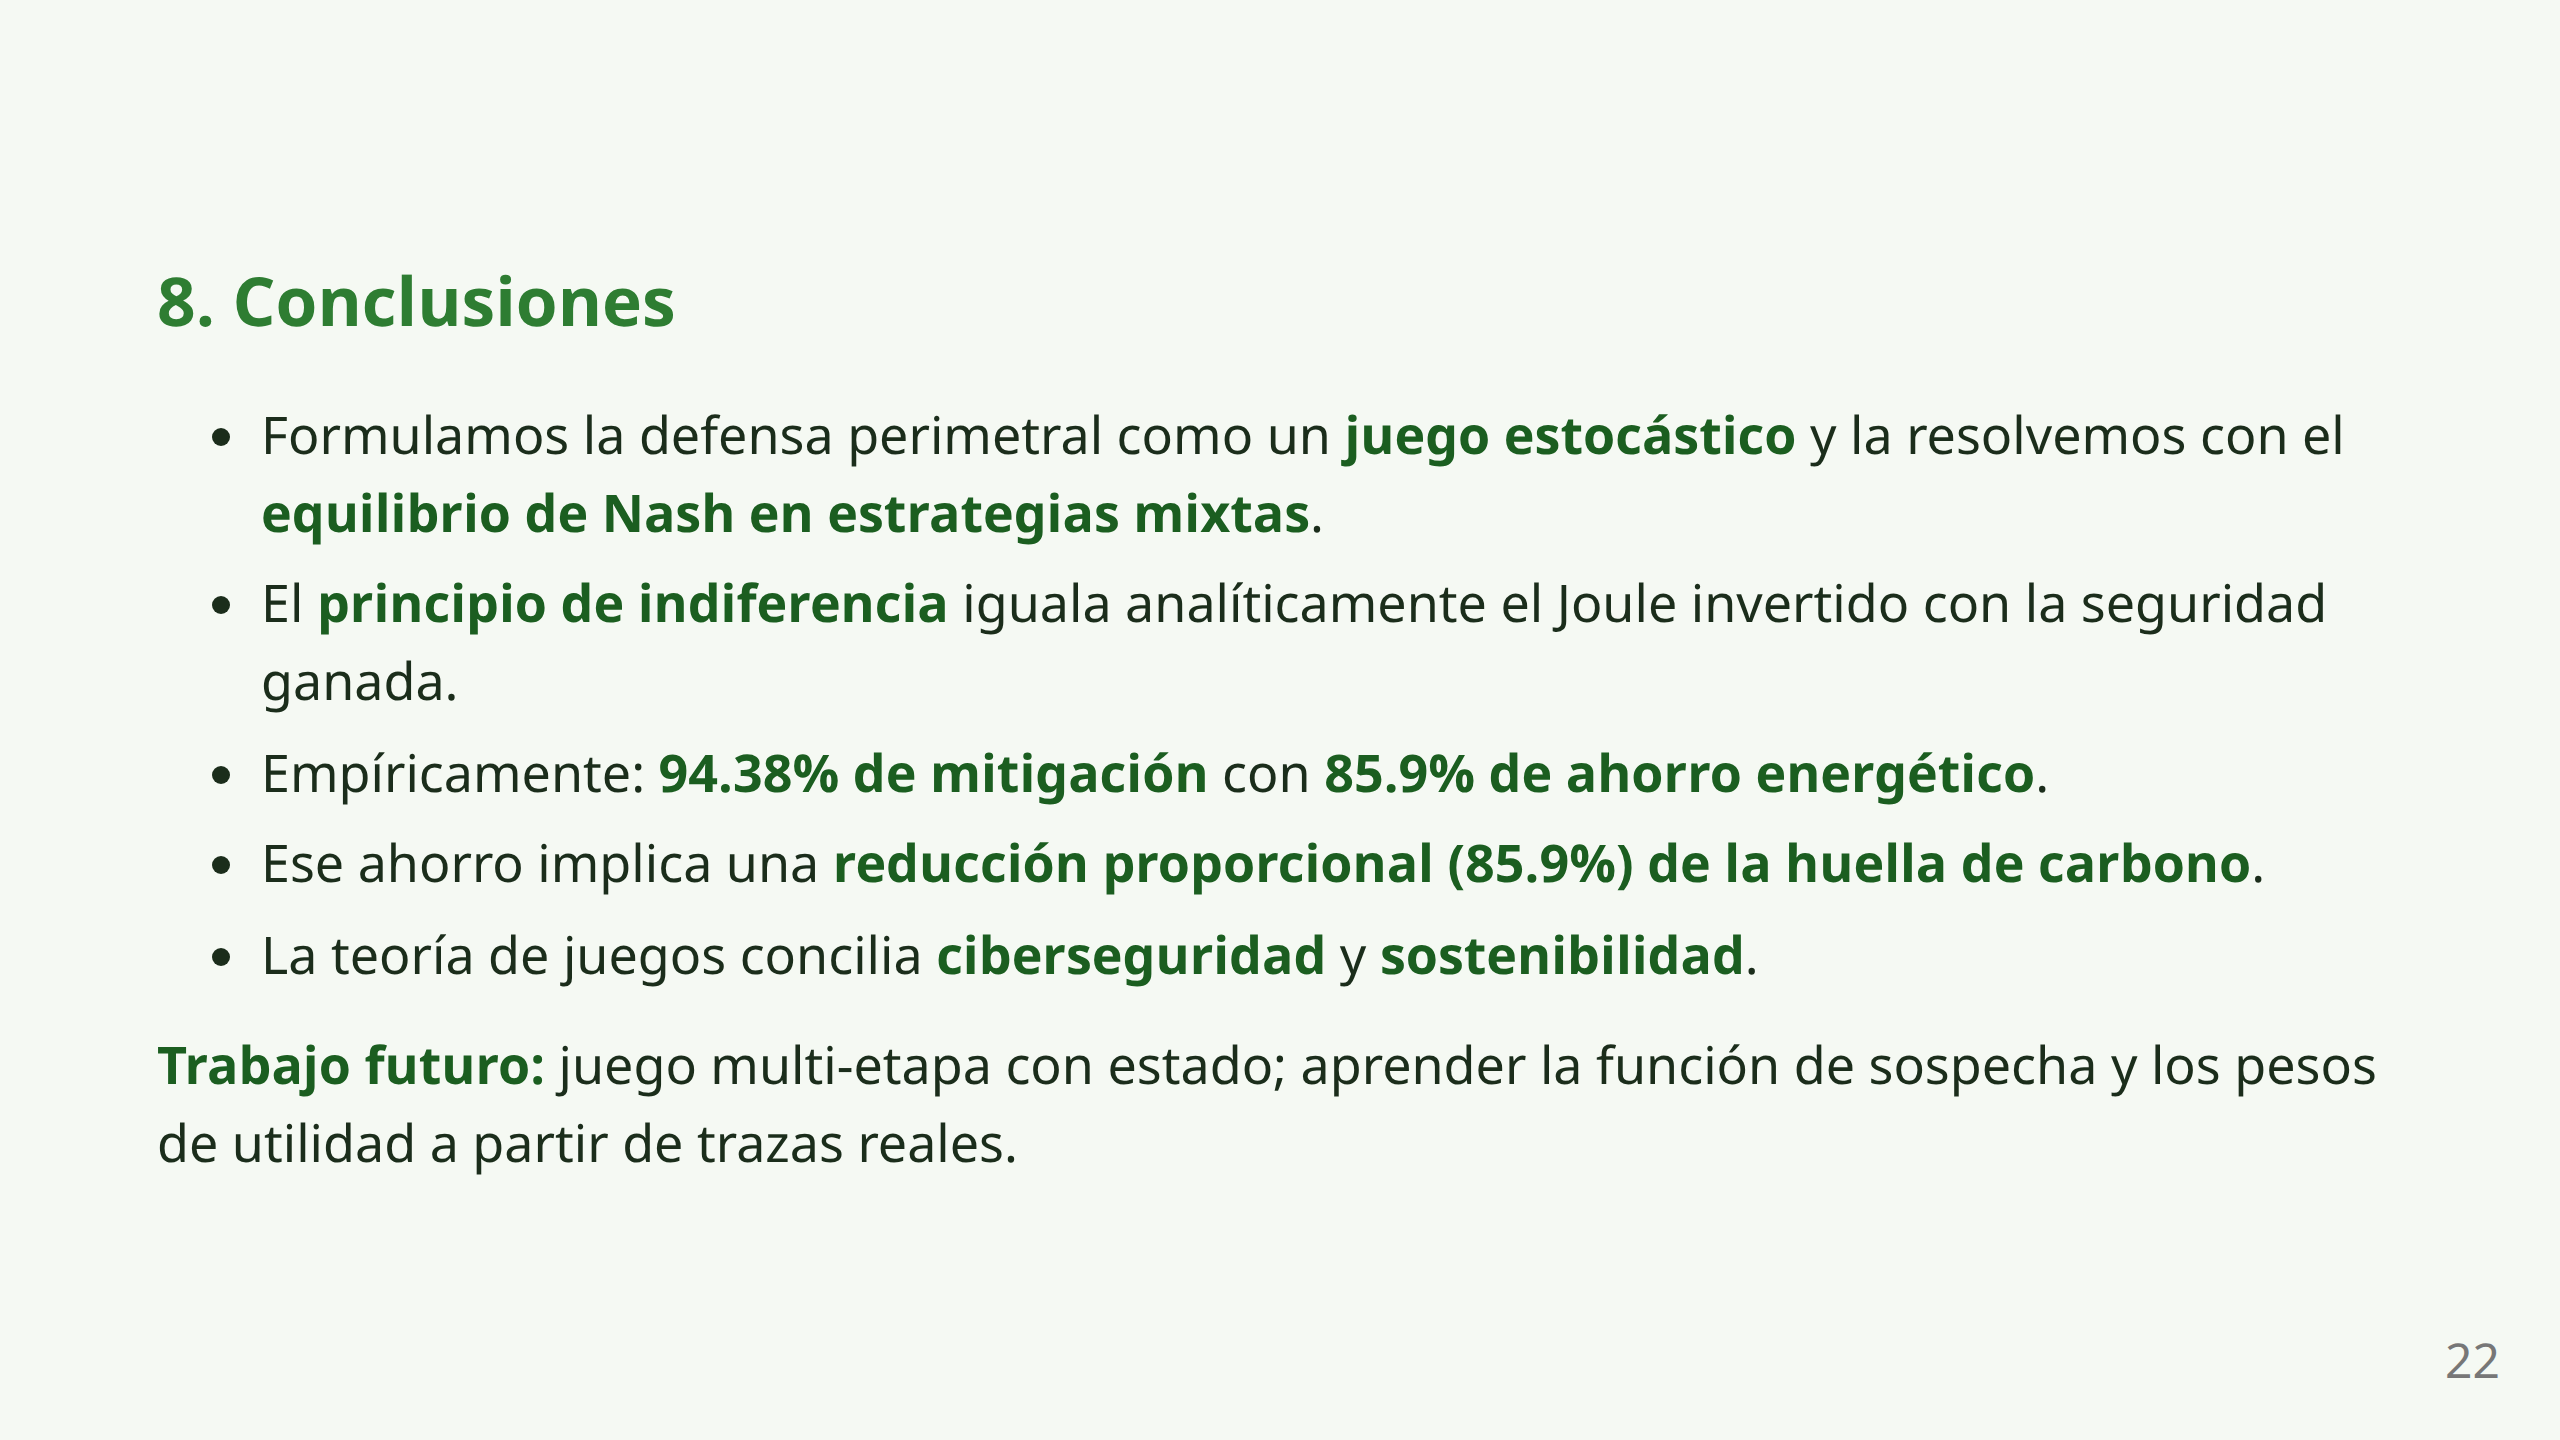 8. Conclusiones
• Formulamos la defensa perimetral como un juego estocástico y la resolvemos con el
equilibrio de Nash en estrategias mixtas.
• El principio de indiferencia iguala analíticamente el Joule invertido con la seguridad
ganada.
• Empíricamente: 94.38% de mitigación con 85.9% de ahorro energético.
• Ese ahorro implica una reducción proporcional (85.9%) de la huella de carbono.
• La teoría de juegos concilia ciberseguridad y sostenibilidad.
Trabajo futuro: juego multi-etapa con estado; aprender la función de sospecha y los pesos
de utilidad a partir de trazas reales.
22